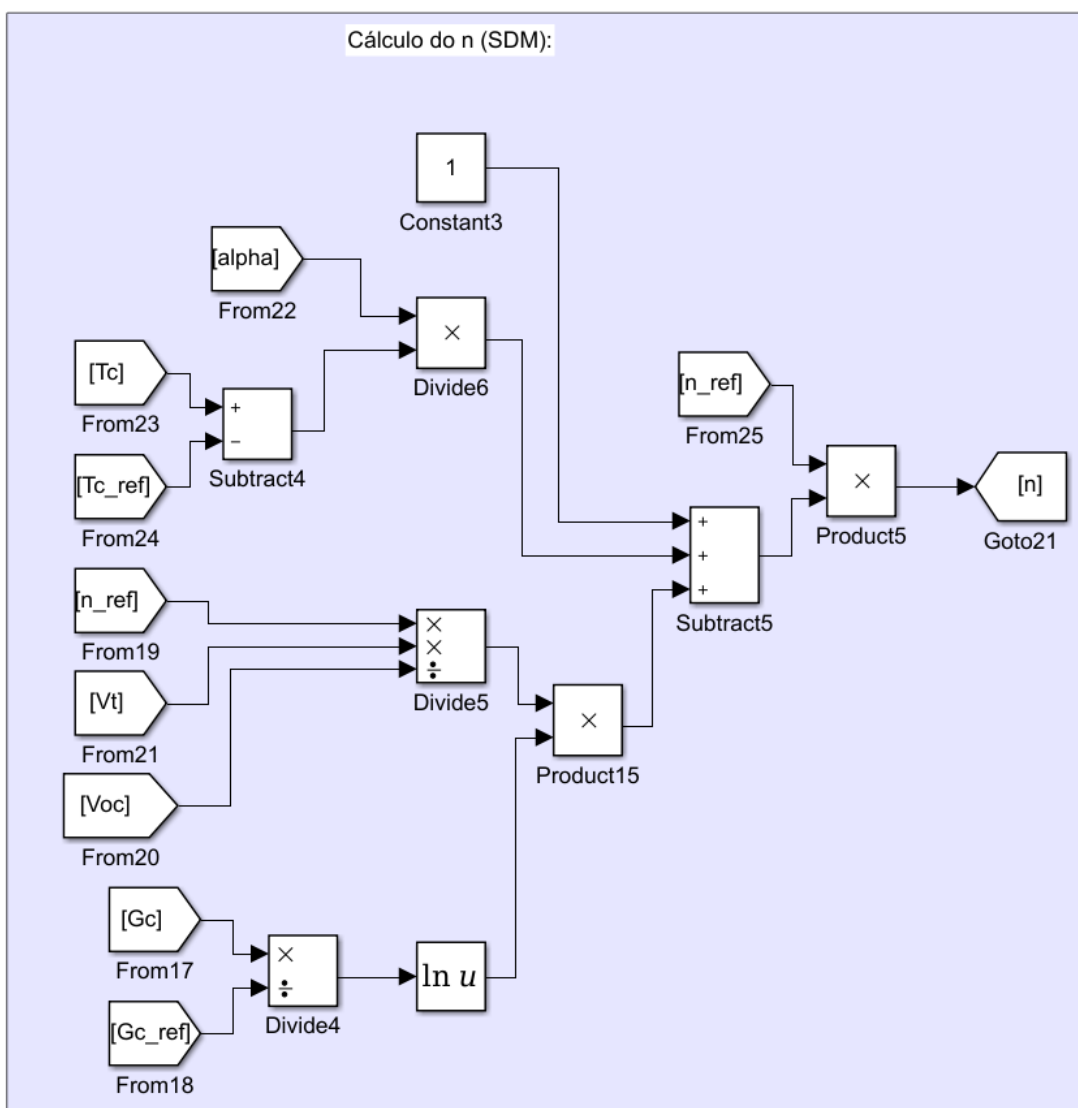 Cálculo do n (SDM):
1
Constant3
[alpha]
From22
×
Divide6
[Tc]
From23
+
−
Subtract4
[Tc_ref]
From24
[n_ref]
From25
×
Product5
[n]
Goto21
+
+
+
Subtract5
[n_ref]
From19
×
×
÷
Divide5
[Vt]
From21
×
Product15
[Voc]
From20
[Gc]
From17
×
÷
Divide4
ln u
[Gc_ref]
From18